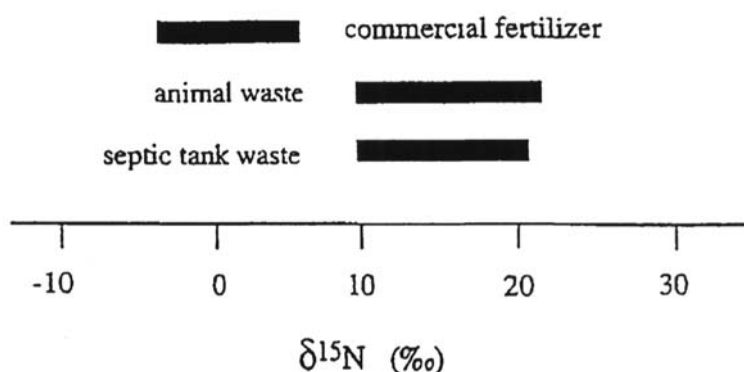 commercial fertilizer
animal waste
septic tank waste
-10 0 10 20 30
δ¹⁵N (‰)